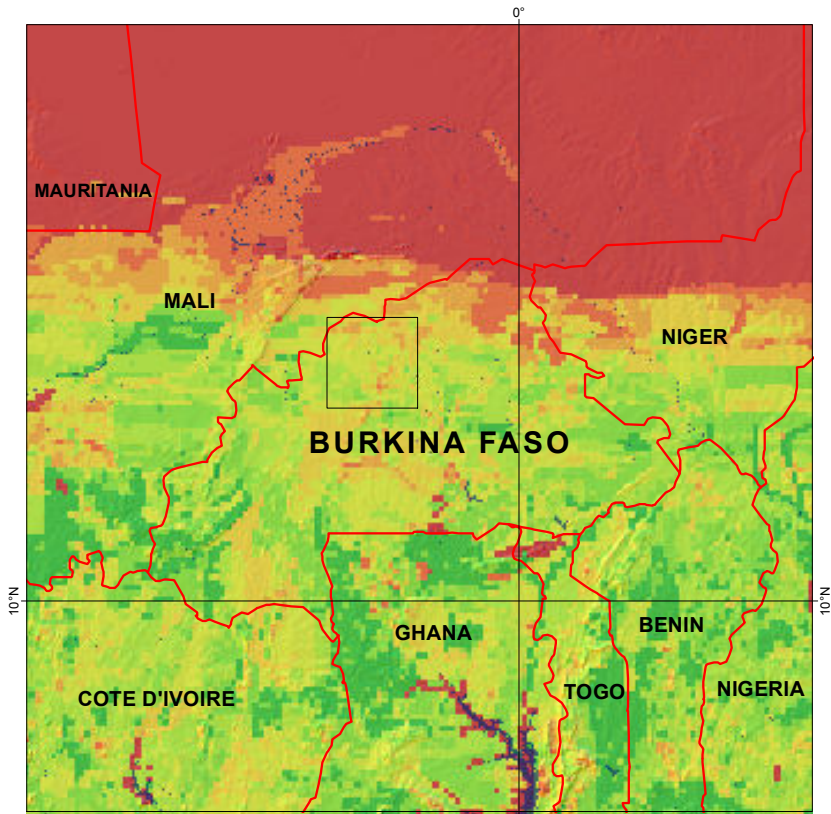 0°
MAURITANIA
MALI
NIGER
BURKINA FASO
10°N
10°N
GHANA
BENIN
COTE D'IVOIRE
TOGO
NIGERIA